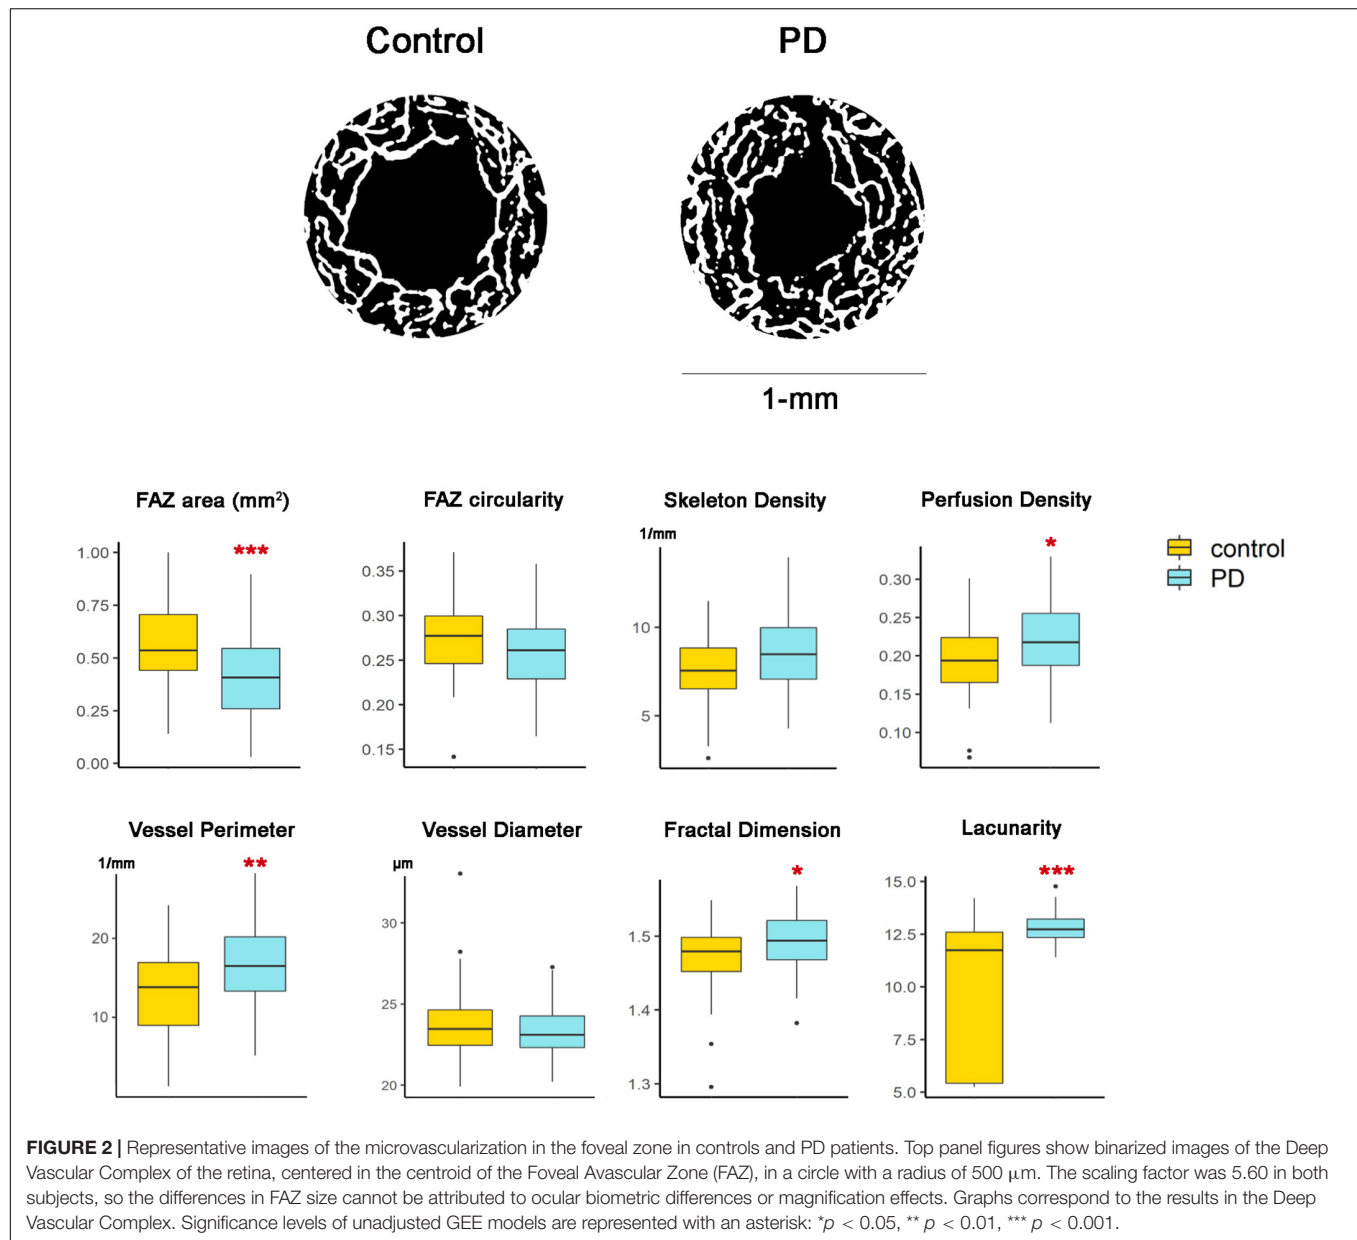 Control PD
1-mm
FAZ area (mm²) FAZ circularity Skeleton Density Perfusion Density
1/mm
*** *
1.00
0.75
0.50
0.25
0.00
0.35
0.30
0.25
0.20
0.15
10
5
0.30
0.25
0.20
0.15
0.10
control
PD
Vessel Perimeter Vessel Diameter Fractal Dimension Lacunarity
1/mm ** µm * ***
20
10
30
25
20
1.5
1.4
1.3
15.0
12.5
10.0
7.5
5.0
FIGURE 2 | Representative images of the microvascularization in the foveal zone in controls and PD patients. Top panel figures show binarized images of the Deep
Vascular Complex of the retina, centered in the centroid of the Foveal Avascular Zone (FAZ), in a circle with a radius of 500 µm. The scaling factor was 5.60 in both
subjects, so the differences in FAZ size cannot be attributed to ocular biometric differences or magnification effects. Graphs correspond to the results in the Deep
Vascular Complex. Significance levels of unadjusted GEE models are represented with an asterisk: *p < 0.05, ** p < 0.01, *** p < 0.001.